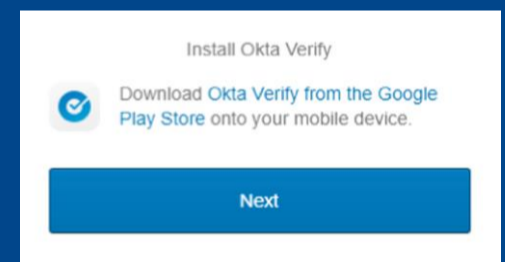 Install Okta Verify
Download Okta Verify from the Google
Play Store onto your mobile device.
Next